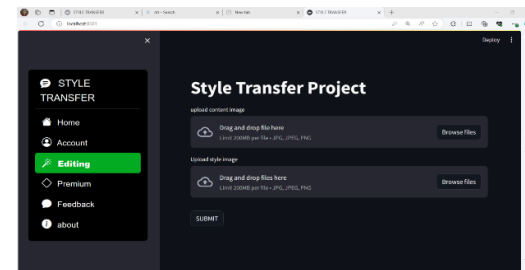 STYLE TRANSFER
New tab
STYLE TRANSFER
localhost:8501
Deploy
STYLE
TRANSFER
Home
Account
Editing
Premium
Feedback
about
Style Transfer Project
upload content image
Drag and drop file here
Limit 200MB per file • JPG, JPEG, PNG
Browse files
Upload style image
Drag and drop files here
Limit 200MB per file • JPG, JPEG, PNG
Browse files
SUBMIT